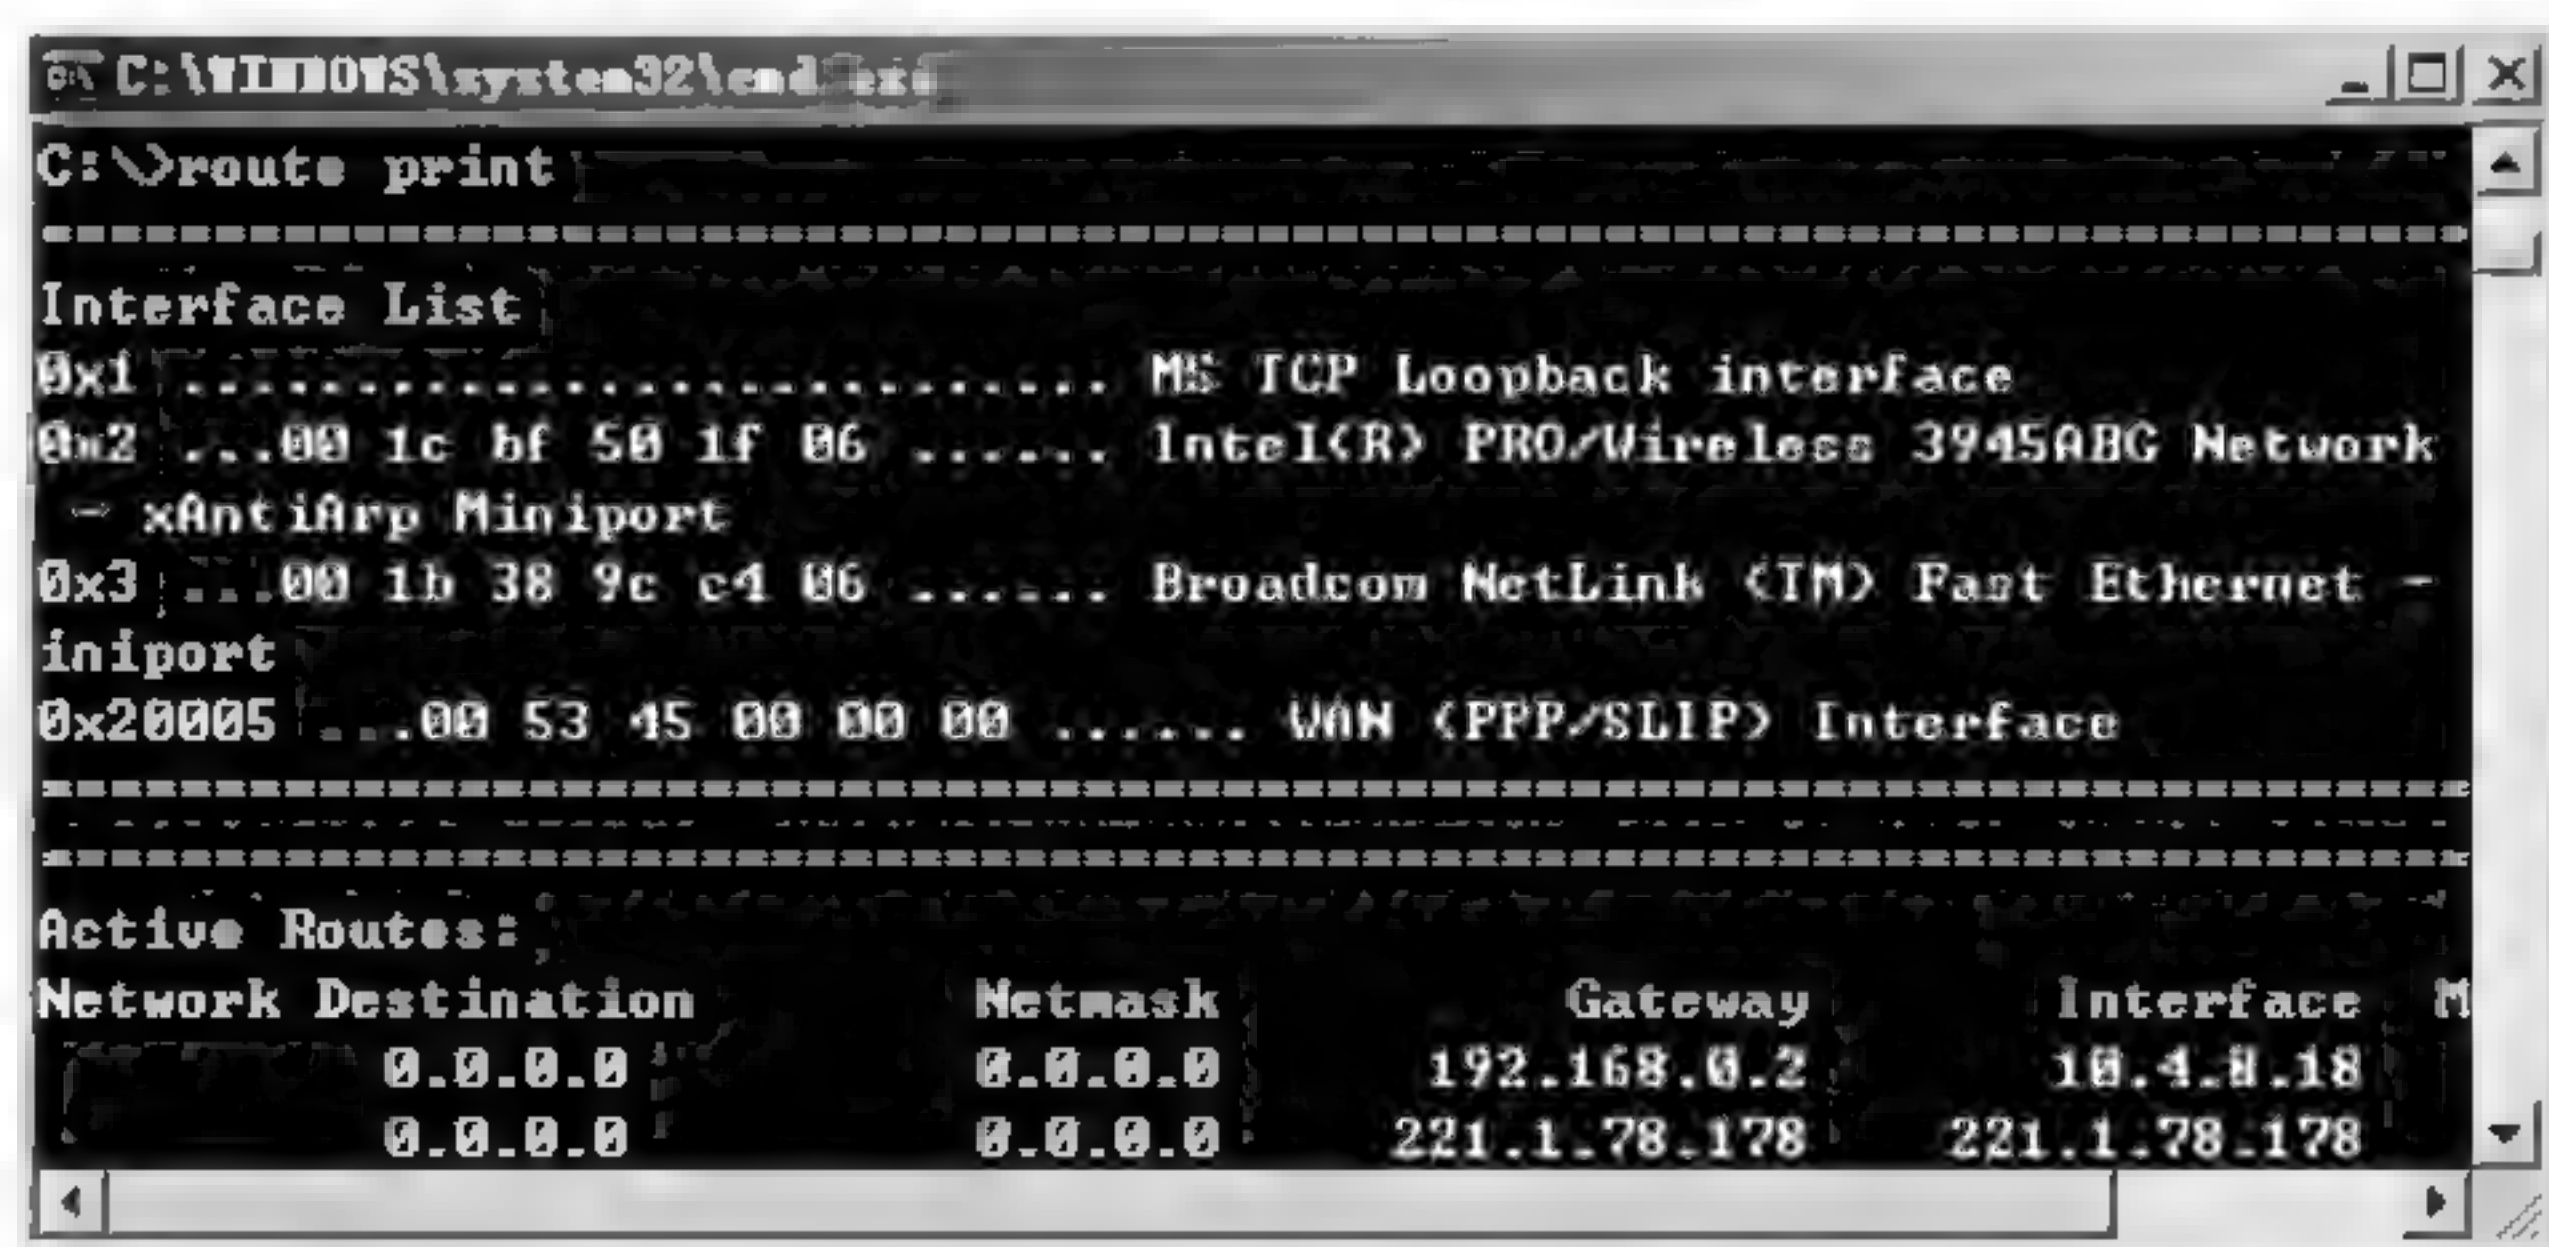 C:\WINDOWS\system32\cmd.exe
C:\>route print
===========================================================================
Interface List
0x1 ........................... MS TCP Loopback interface
0x2 ...00 1c bf 50 1f 06 ...... Intel(R) PRO/Wireless 3945ABG Network
- xAntiArp Miniport
0x3 ...00 1b 38 9c c4 06 ...... Broadcom NetLink (TM) Fast Ethernet -
iniport
0x20005 ...00 53 45 00 00 00 ...... WAN (PPP/SLIP) Interface
===========================================================================
===========================================================================
Active Routes:
Network Destination Netmask Gateway Interface M
0.0.0.0 0.0.0.0 192.168.0.2 10.4.8.18
0.0.0.0 0.0.0.0 221.1.78.178 221.1.78.178